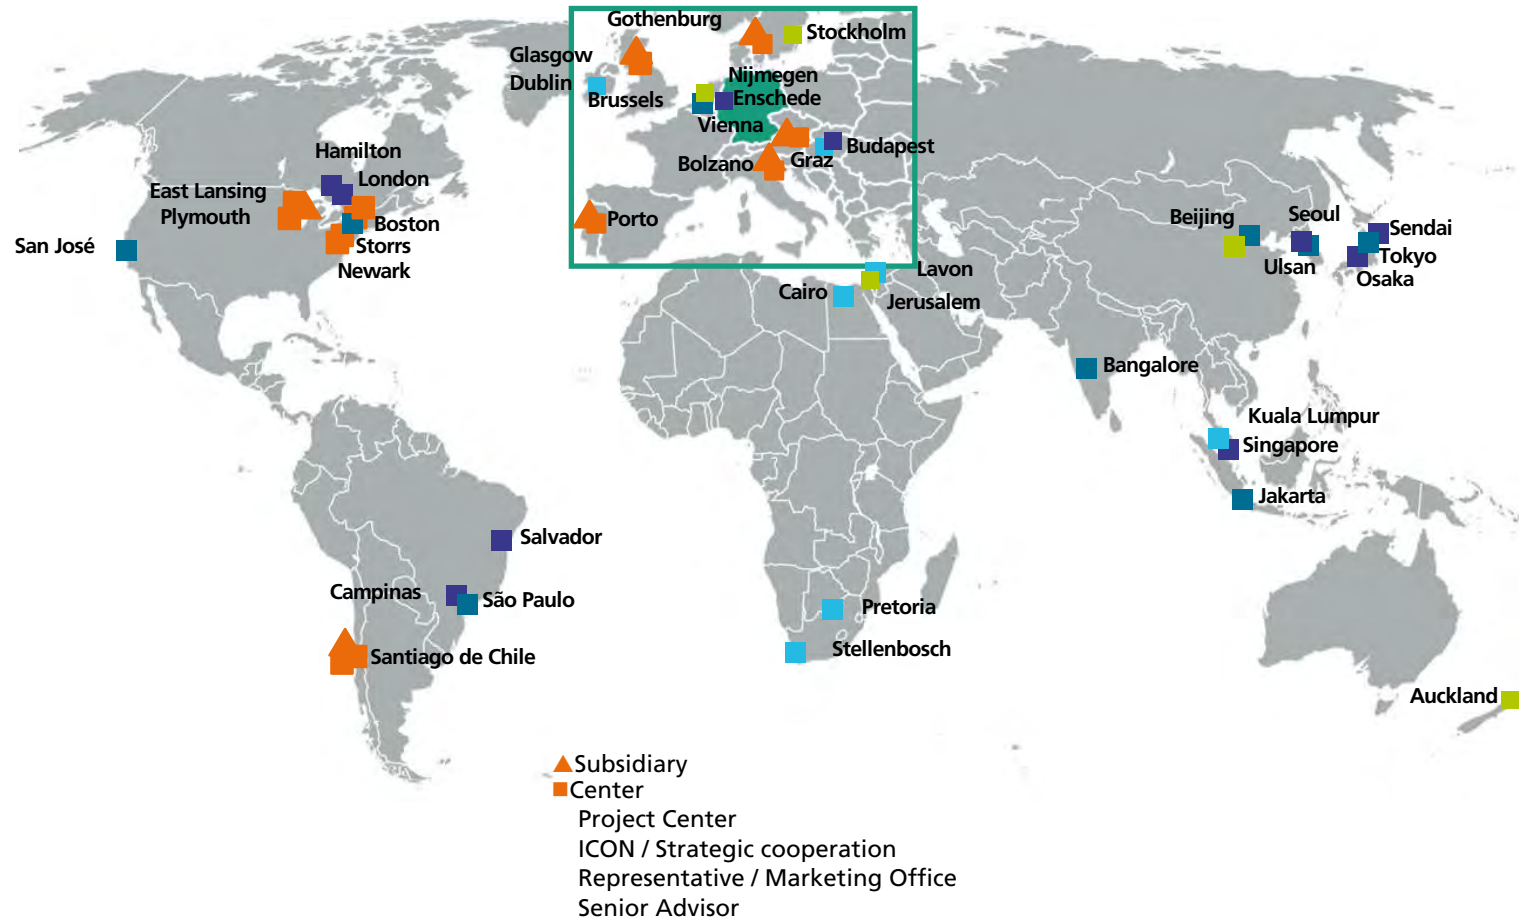 Gothenburg
Stockholm
Glasgow
Dublin
Nijmegen
Brussels
Enschede
Vienna
Budapest
Bolzano
Graz
Porto
Hamilton
London
East Lansing
Plymouth
Boston
San José
Storrs
Newark
Beijing
Seoul
Sendai
Ulsan
Tokyo
Osaka
Lavon
Cairo
Jerusalem
Bangalore
Kuala Lumpur
Singapore
Jakarta
Salvador
Campinas
São Paulo
Pretoria
Stellenbosch
Santiago de Chile
Auckland
Subsidiary
Center
Project Center
ICON / Strategic cooperation
Representative / Marketing Office
Senior Advisor